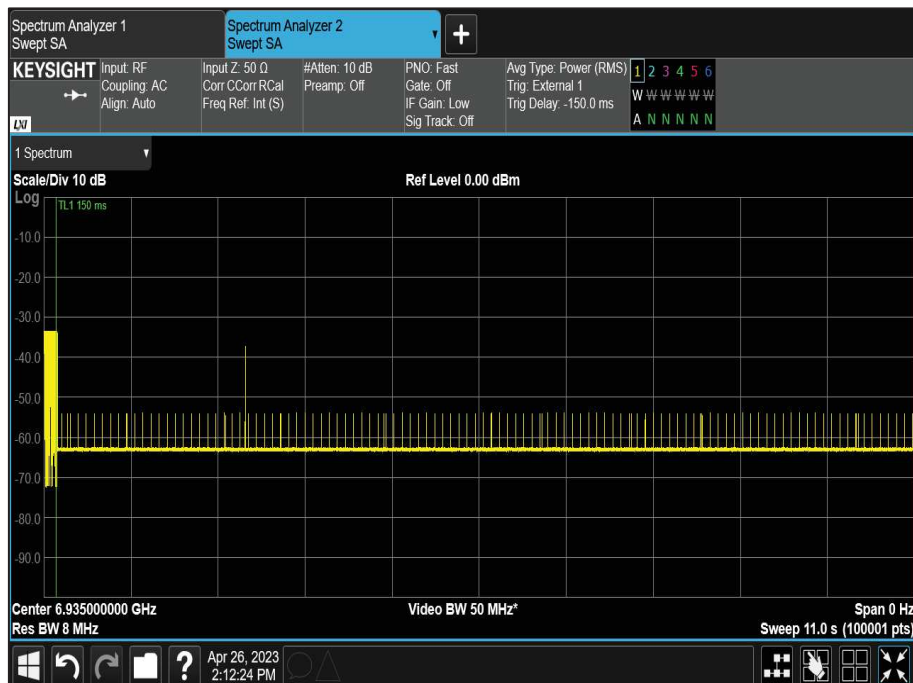 Spectrum Analyzer 1
Swept SA
Spectrum Analyzer 2
Swept SA
KEYSIGHT
LXI
Input: RF
Coupling: AC
Align: Auto
Input Z: 50 Ω
Corr CCorr RCal
Freq Ref: Int (S)
#Atten: 10 dB
Preamp: Off
PNO: Fast
Gate: Off
IF Gain: Low
Sig Track: Off
Avg Type: Power (RMS)
Trig: External 1
Trig Delay: -150.0 ms
1 2 3 4 5 6
W W W W W W
A N N N N N
1 Spectrum
Scale/Div 10 dB
Ref Level 0.00 dBm
Log
TL1 150 ms
-10.0
-20.0
-30.0
-40.0
-50.0
-60.0
-70.0
-80.0
-90.0
Center 6.935000000 GHz
Video BW 50 MHz*
Span 0 Hz
Res BW 8 MHz
Sweep 11.0 s (100001 pts)
?
Apr 26, 2023
2:12:24 PM